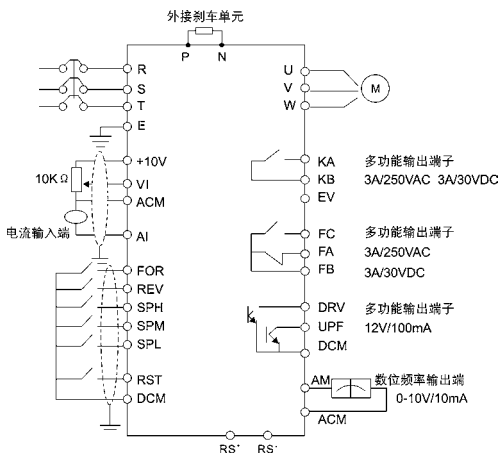 外接刹车单元
P N
R
S
T
E
+10V
10KΩ
VI
ACM
电流输入端
AI
FOR
REV
SPH
SPM
SPL
RST
DCM
U
V
W
M
KA 多功能输出端子
KB 3A/250VAC 3A/30VDC
EV
FC 多功能输出端子
FA 3A/250VAC
FB 3A/30VDC
DRV 多功能输出端子
UPF 12V/100mA
DCM
AM 数位频率输出端
0-10V/10mA
ACM
RS+ RS-